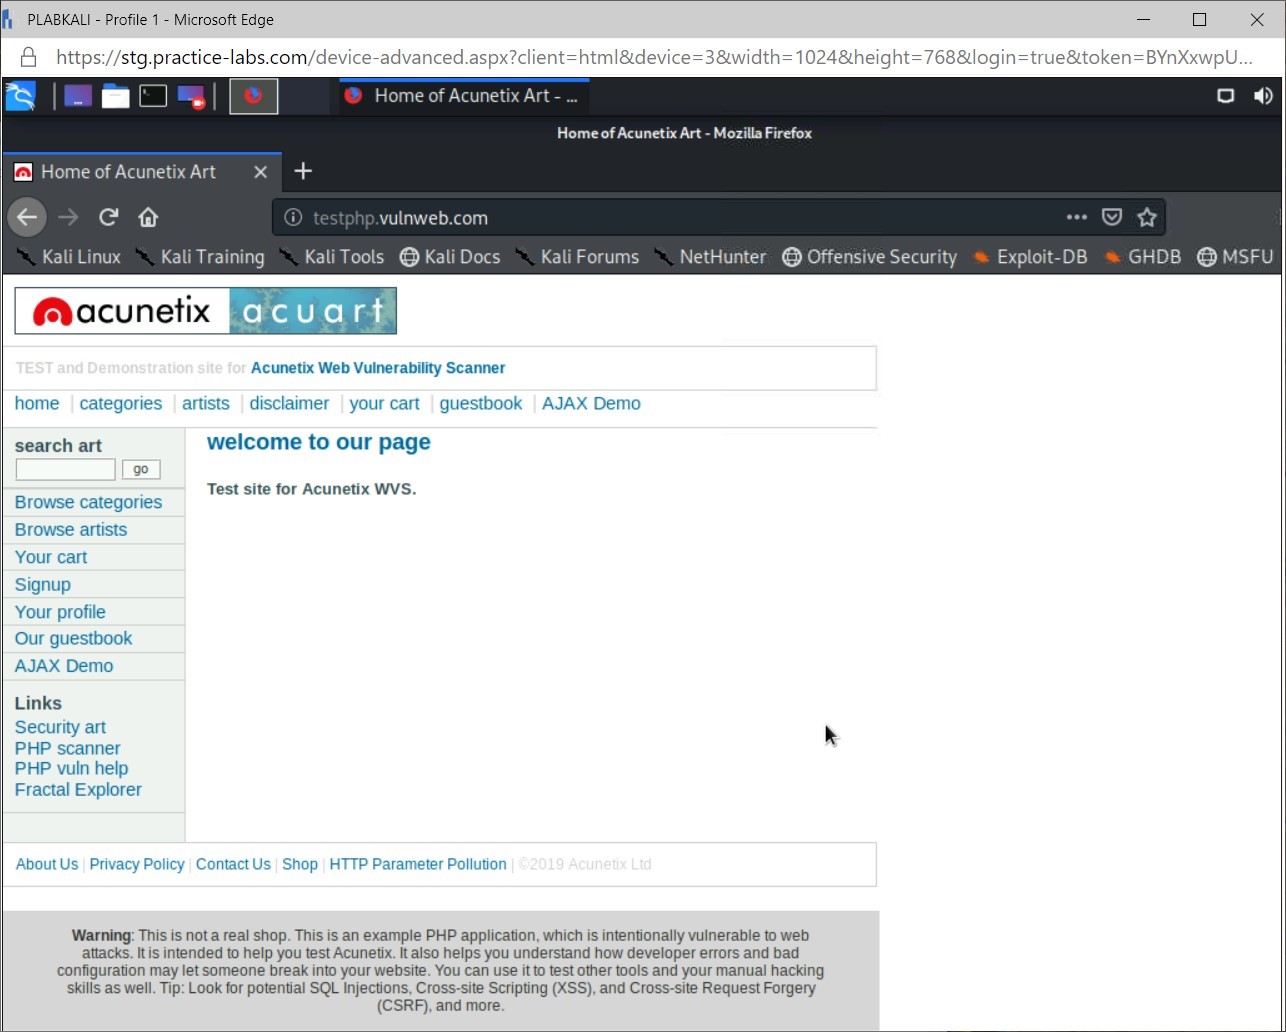 PLABKALI - Profile 1 - Microsoft Edge
https://stg.practice-labs.com/device-advanced.aspx?client=html&device=3&width=1024&height=768&login=true&token=BYnXxwpU...
Home of Acunetix Art - ...
Home of Acunetix Art - Mozilla Firefox
Home of Acunetix Art
testphp.vulnweb.com
Kali Linux Kali Training Kali Tools Kali Docs Kali Forums NetHunter Offensive Security Exploit-DB GHDB MSFU
acunetix acuart
TEST and Demonstration site for Acunetix Web Vulnerability Scanner
home | categories | artists | disclaimer | your cart | guestbook | AJAX Demo
search art
go
welcome to our page
Test site for Acunetix WVS.
Browse categories
Browse artists
Your cart
Signup
Your profile
Our guestbook
AJAX Demo
Links
Security art
PHP scanner
PHP vuln help
Fractal Explorer
About Us | Privacy Policy | Contact Us | Shop | HTTP Parameter Pollution | ©2019 Acunetix Ltd
Warning: This is not a real shop. This is an example PHP application, which is intentionally vulnerable to web
attacks. It is intended to help you test Acunetix. It also helps you understand how developer errors and bad
configuration may let someone break into your website. You can use it to test other tools and your manual hacking
skills as well. Tip: Look for potential SQL Injections, Cross-site Scripting (XSS), and Cross-site Request Forgery
(CSRF), and more.